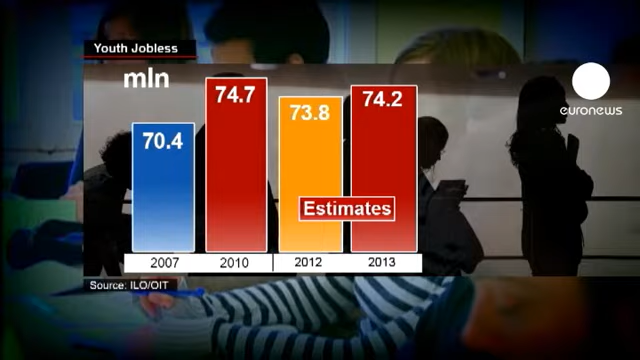 Youth Jobless
mln
euronews
70.4
74.7
73.8
74.2
Estimates
2007
2010
2012
2013
Source: ILO/OIT